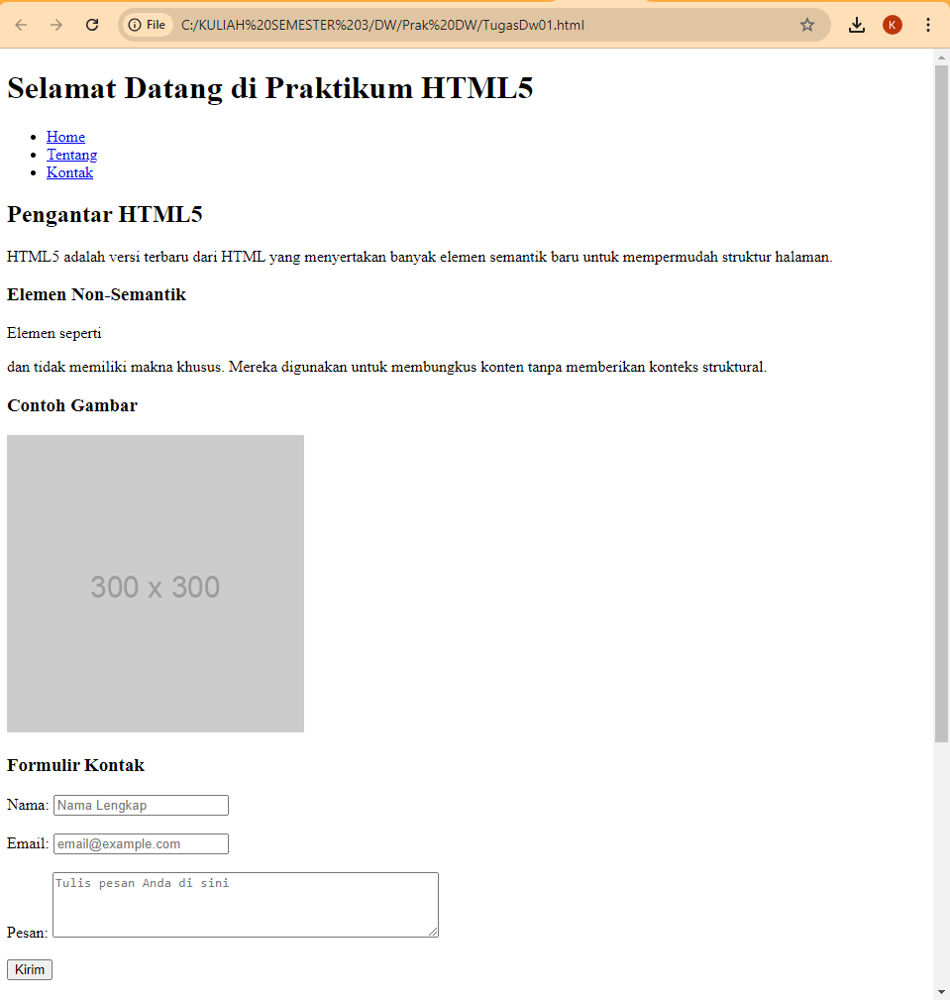 File C:/KULIAH%20SEMESTER%203/DW/Prak%20DW/TugasDw01.html K
Selamat Datang di Praktikum HTML5
Home
Tentang
Kontak
Pengantar HTML5
HTML5 adalah versi terbaru dari HTML yang menyertakan banyak elemen semantik baru untuk mempermudah struktur halaman.
Elemen Non-Semantik
Elemen seperti
dan tidak memiliki makna khusus. Mereka digunakan untuk membungkus konten tanpa memberikan konteks struktural.
Contoh Gambar
300 x 300
Formulir Kontak
Nama: Nama Lengkap
Email: email@example.com
Tulis pesan Anda di sini
Pesan:
Kirim